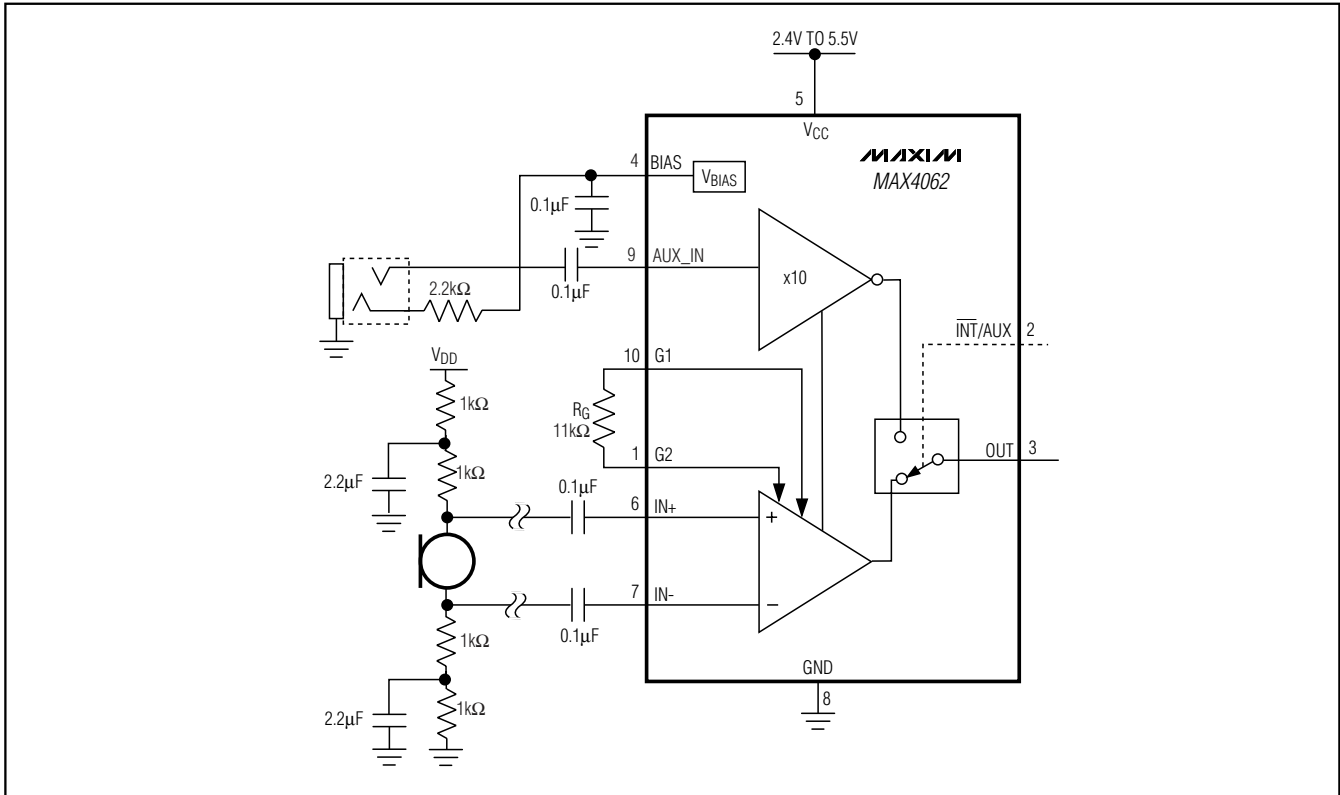 2.4V TO 5.5V
5
VCC
MAXIM
MAX4062
4 BIAS
VBIAS
0.1μF
9 AUX_IN
x10
0.1μF
2.2kΩ
INT/AUX 2
VDD
10 G1
1kΩ
RG
11kΩ
1 G2
OUT 3
1kΩ
2.2μF
0.1μF
6 IN+
+
7 IN-
−
0.1μF
1kΩ
GND
8
2.2μF
1kΩ